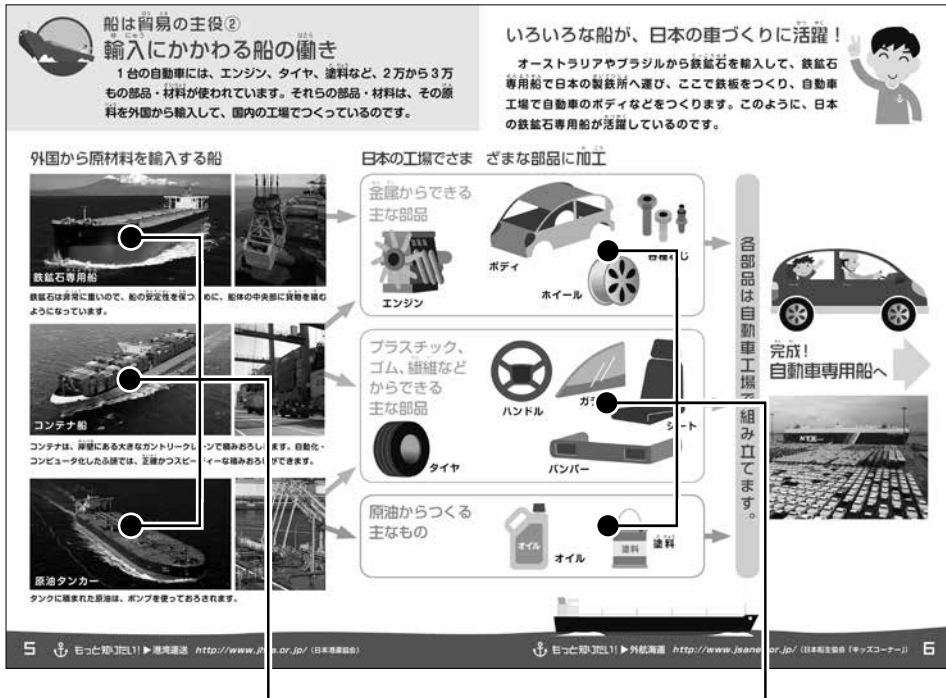 船は貿易の主役②
輸入にかかわる船の働き
1台の自動車には、エンジン、タイヤ、塗料など、2万から3万
もの部品・材料が使われています。それらの部品・材料は、その原
料を外国から輸入して、国内の工場でつくっているのです。
いろいろな船が、日本の車づくりに活躍!
オーストラリアやブラジルから鉄鉱石を輸入して、鉄鉱石
専用船で日本の製鉄所へ運び、ここで鉄板をつくり、自動車
工場で自動車のボディなどをつくります。このように、日本
の鉄鉱石専用船が活躍しているのです。
外国から原材料を輸入する船
鉄鉱石専用船
鉄鉱石は非常に重いので、船の安定性を保つために、船体の中央部に貨物を積む
ようになっています。
コンテナ船
コンテナは、岸壁にある大きなガントリークレーンで積みおろします。自動化・
コンピュータ化したふ頭では、正確かつスピーディーな積みおろしができます。
原油タンカー
タンクに積まれた原油は、ポンプを使っておろされます。
日本の工場でさま ざまな部品に加工
金属からできる
主な部品
エンジン
ボディ
ホイール
プラスチック、
ゴム、繊維など
からできる
主な部品
タイヤ
ハンドル
シート
バンパー
原油からつくる
主なもの
オイル
オイル
塗料
塗料
各部品は自動車工場で組み立てます。
完成!
自動車専用船へ
5 もっと知りたい!▶港湾運送 (日本港運協会)
もっと知りたい!▶外航海運 (日本船主協会「キッズコーナー」) 6